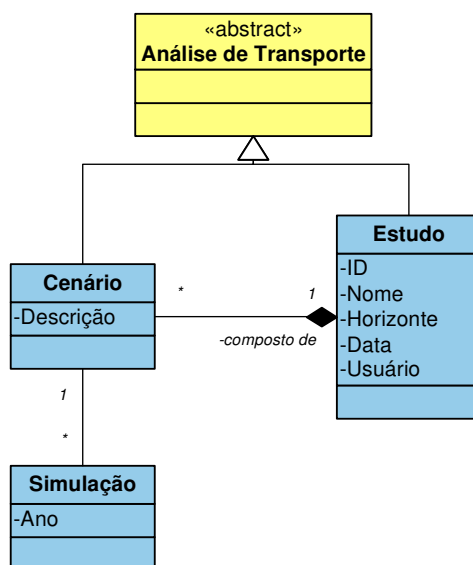 «abstract»
Análise de Transporte
Estudo
-ID
-Nome
-Horizonte
-Data
-Usuário
Cenário
-Descrição
*
1
-composto de
1
*
Simulação
-Ano